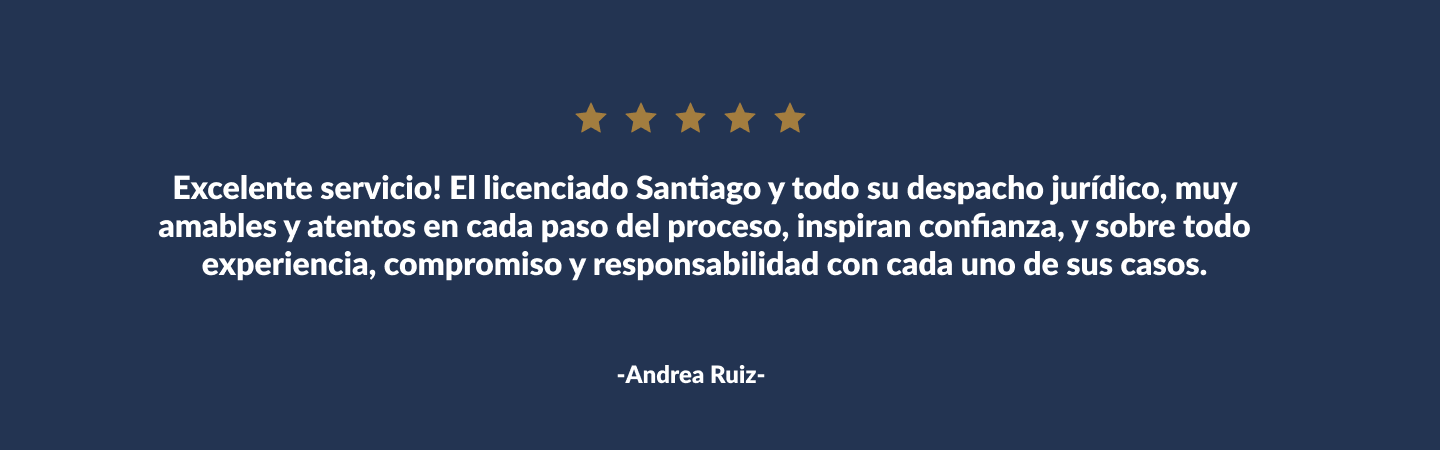 Excelente servicio! El licenciado Santiago y todo su despacho jurídico, muy
amables y atentos en cada paso del proceso, inspiran confianza, y sobre todo
experiencia, compromiso y responsabilidad con cada uno de sus casos.
-Andrea Ruiz-